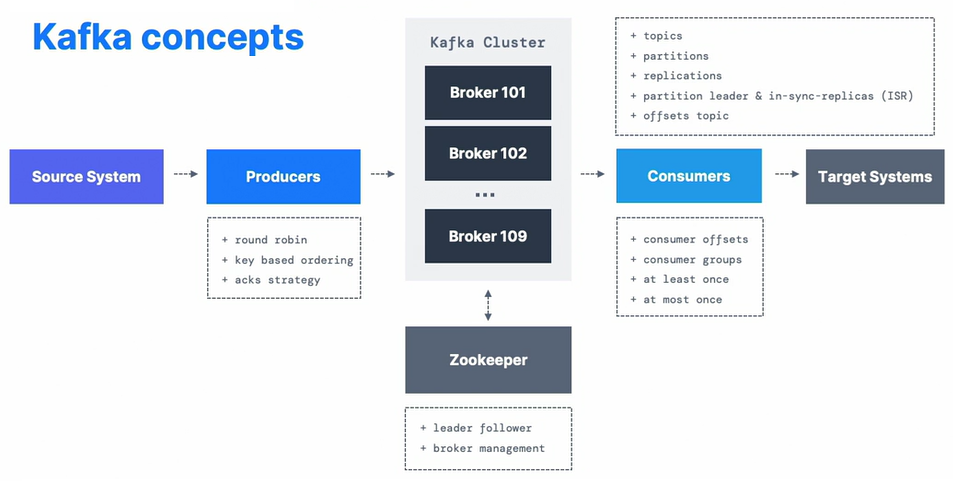 Kafka concepts
Kafka Cluster
Broker 101
Broker 102
...
Broker 109
+ topics
+ partitions
+ replications
+ partition leader & in-sync-replicas (ISR)
+ offsets topic
Source System
Producers
Consumers
Target Systems
+ round robin
+ key based ordering
+ acks strategy
+ consumer offsets
+ consumer groups
+ at least once
+ at most once
Zookeeper
+ leader follower
+ broker management